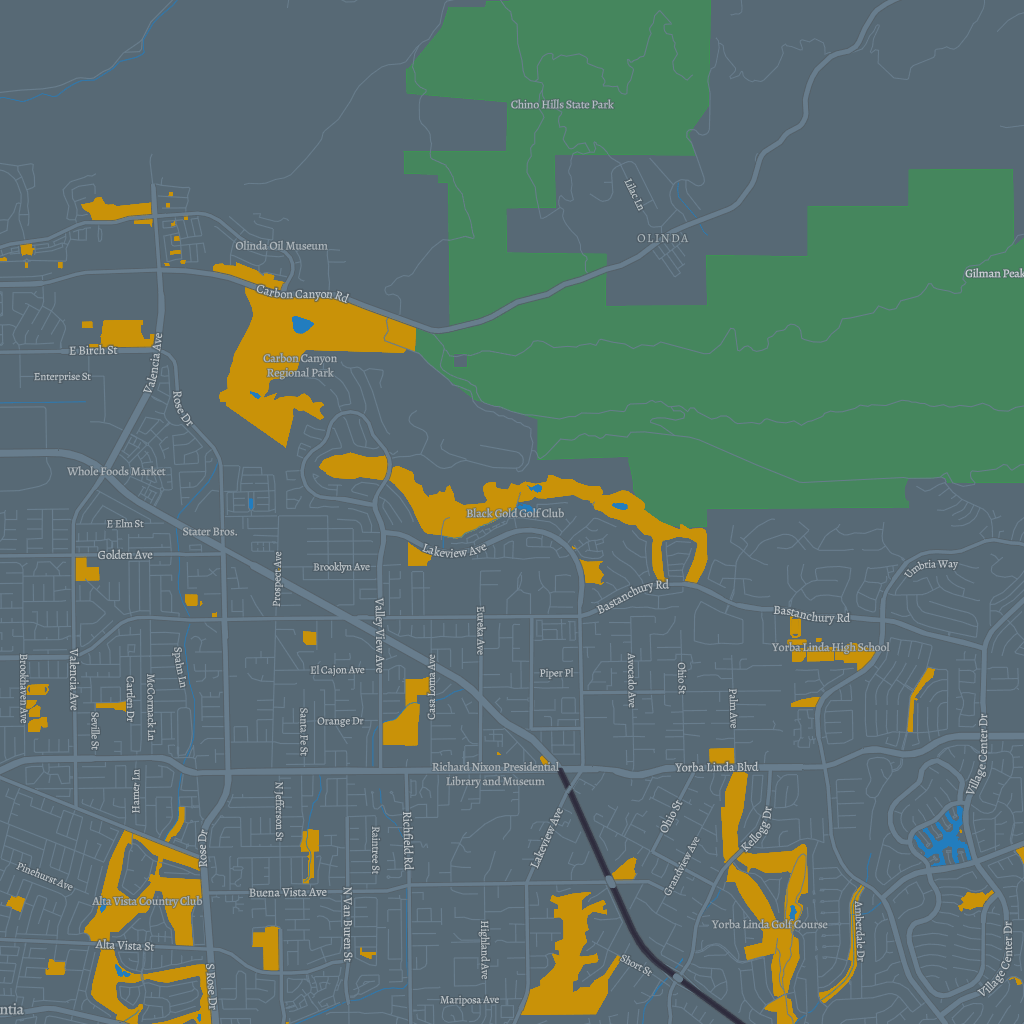 Chino Hills State Park
Lilac Ln
OLINDA
Olinda Oil Museum
Gilman Peak
Carbon Canyon Rd
E Birch St
Valencia Ave
Carbon Canyon
Regional Park
Enterprise St
Rose Dr
Whole Foods Market
Black Gold Golf Club
E Elm St
Stater Bros.
Golden Ave
Lakeview Ave
Prospect Ave
Brooklyn Ave
Umbria Way
Bastanchury Rd
Bastanchury Rd
Valley View Ave
Eureka Ave
Yorba Linda High School
Spahn Ln
Valencia Ave
Brookhaven Ave
El Cajon Ave
Piper Pl
Avocado Ave
Ohio St
Casa Loma Ave
Carden Dr
McCormack Ln
Palm Ave
Seville St
Santa Fe St
Orange Dr
Village Center Dr
Richard Nixon Presidential
Library and Museum
Yorba Linda Blvd
Hamer Ln
N Jefferson St
Ohio St
Kellogg Dr
Lakeview Ave
Richfield Rd
Raintree St
Rose Dr
Grandview Ave
Pinehurst Ave
Buena Vista Ave
Alta Vista Country Club
N Van Buren St
Yorba Linda Golf Course
Amberdale Dr
Highland Ave
Alta Vista St
Short St
Village Center Dr
S Rose Dr
Mariposa Ave
ntia